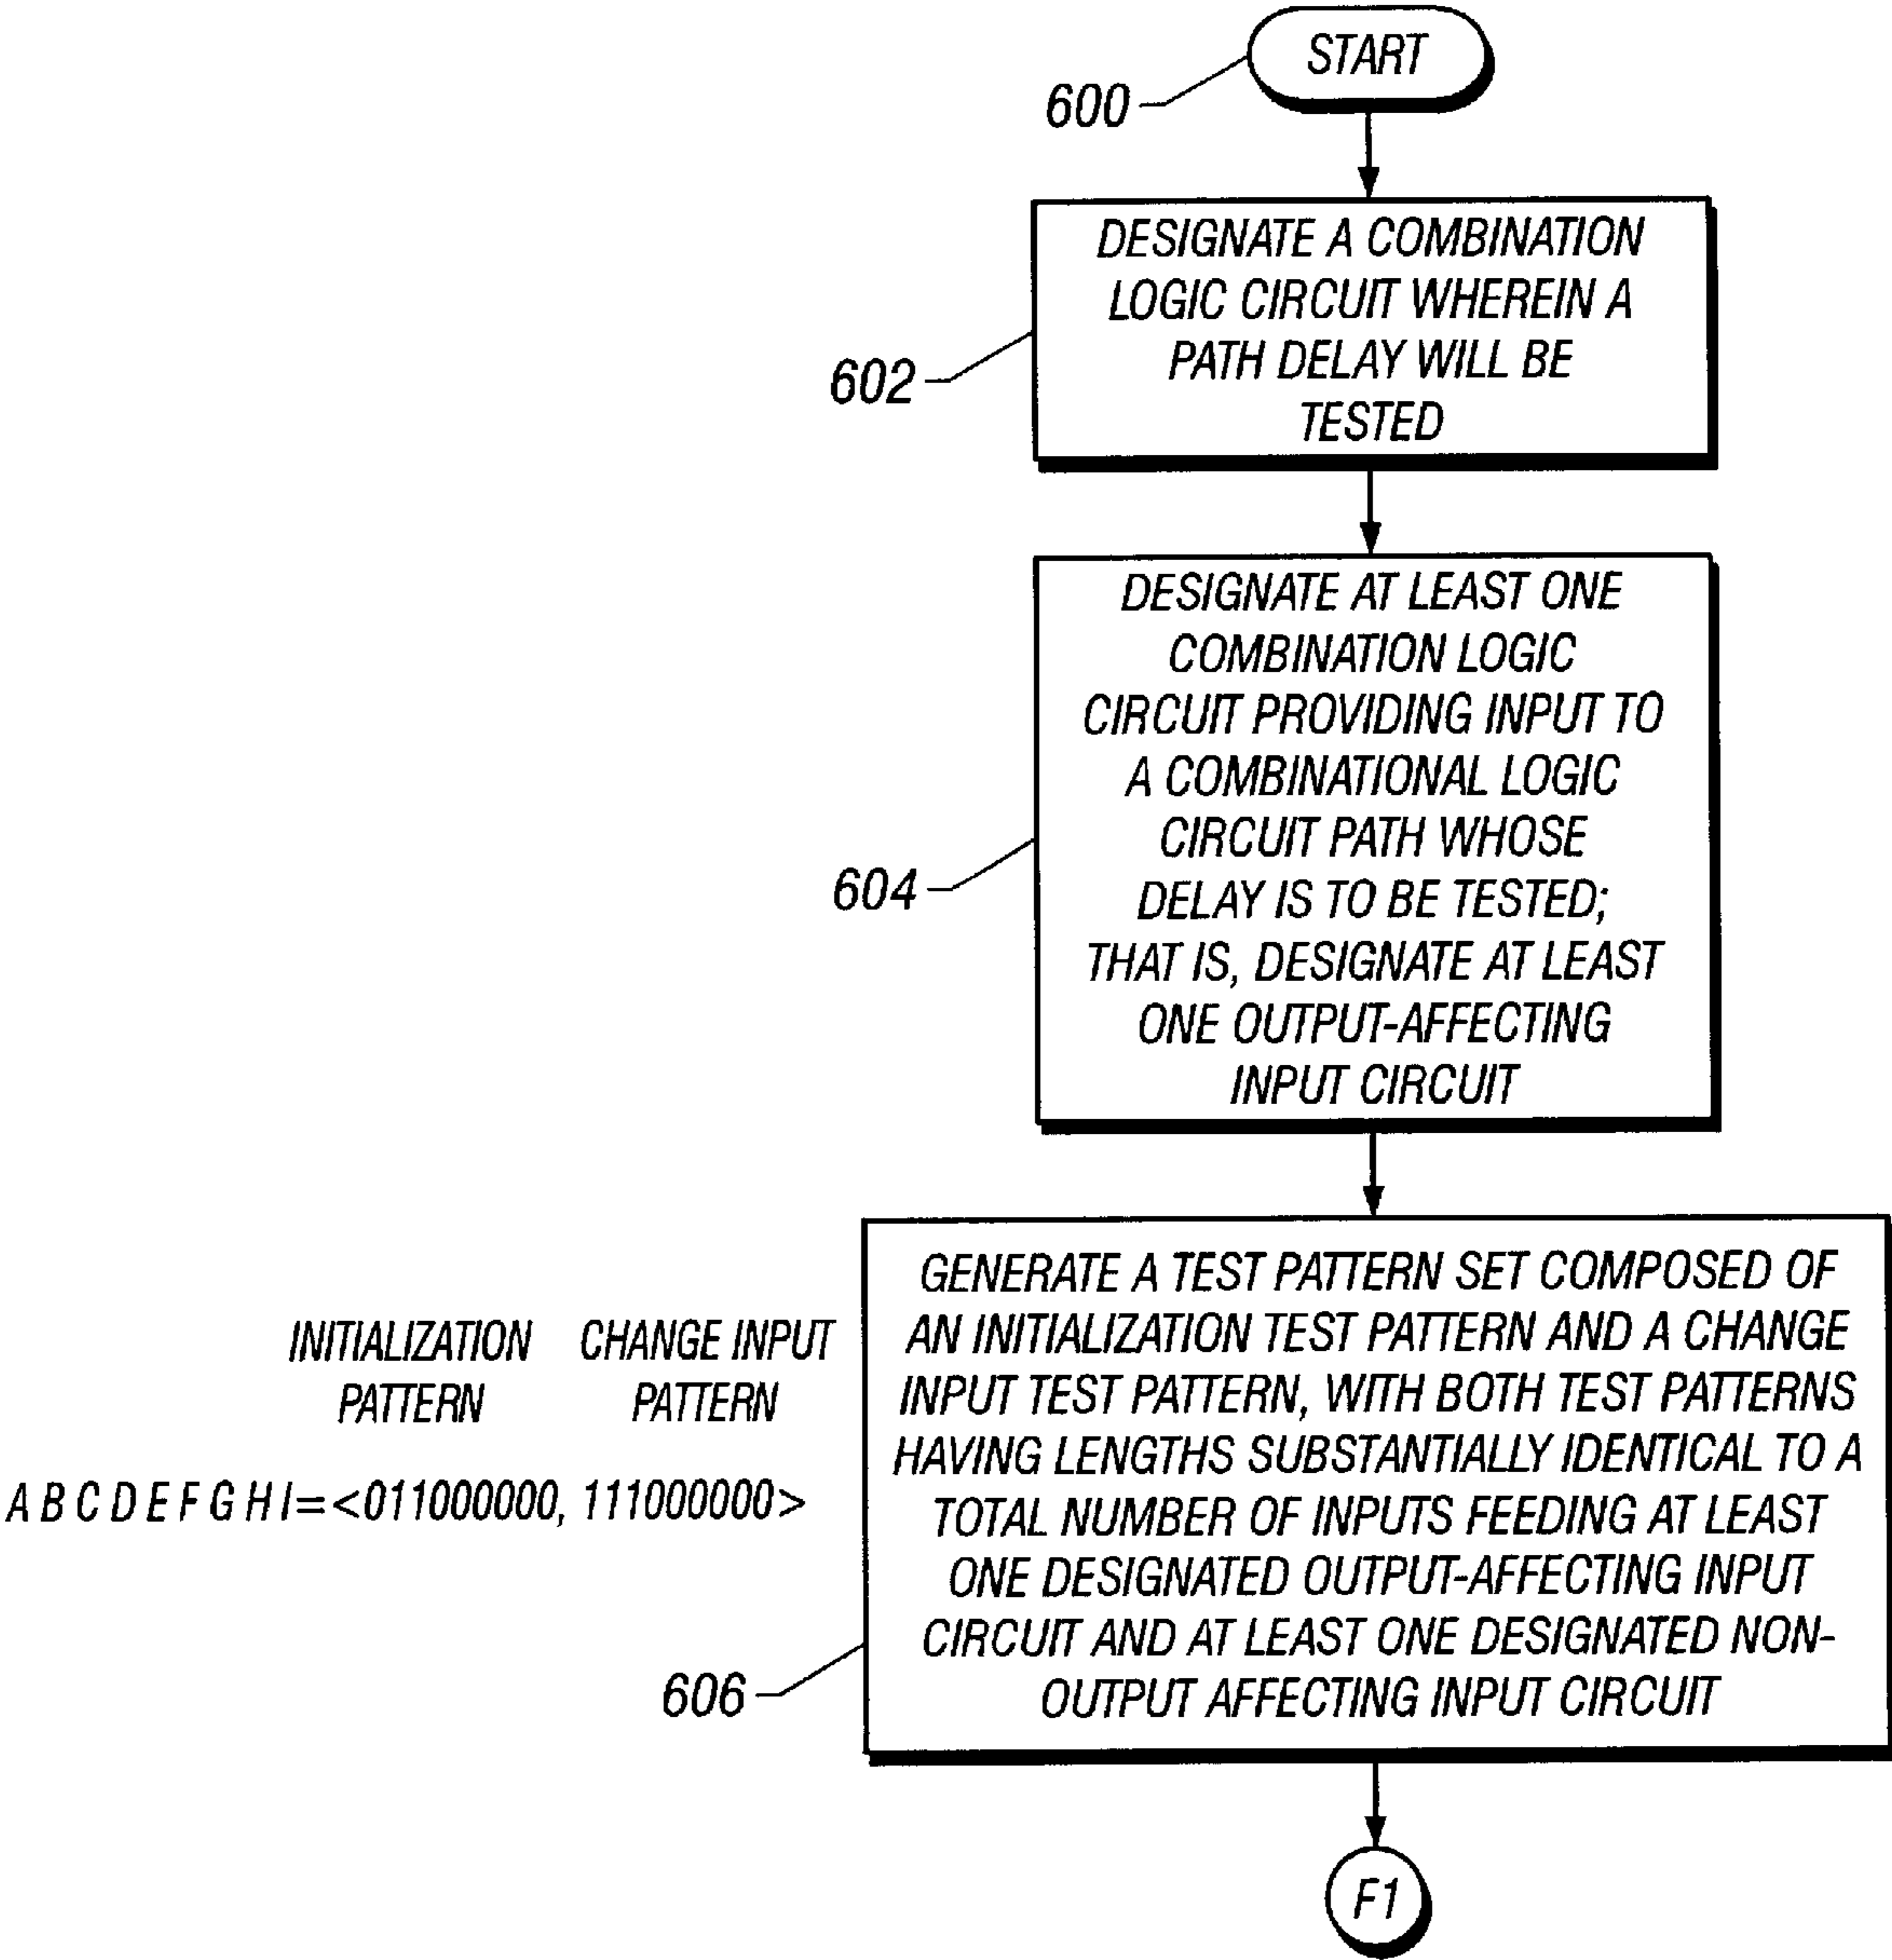 START
600
DESIGNATE A COMBINATION
LOGIC CIRCUIT WHEREIN A
PATH DELAY WILL BE
TESTED
602
DESIGNATE AT LEAST ONE
COMBINATION LOGIC
CIRCUIT PROVIDING INPUT TO
A COMBINATIONAL LOGIC
CIRCUIT PATH WHOSE
DELAY IS TO BE TESTED;
THAT IS, DESIGNATE AT LEAST
ONE OUTPUT-AFFECTING
INPUT CIRCUIT
604
INITIALIZATION
PATTERN
CHANGE INPUT
PATTERN
A B C D E F G H I=<011000000, 111000000>
GENERATE A TEST PATTERN SET COMPOSED OF
AN INITIALIZATION TEST PATTERN AND A CHANGE
INPUT TEST PATTERN, WITH BOTH TEST PATTERNS
HAVING LENGTHS SUBSTANTIALLY IDENTICAL TO A
TOTAL NUMBER OF INPUTS FEEDING AT LEAST
ONE DESIGNATED OUTPUT-AFFECTING INPUT
CIRCUIT AND AT LEAST ONE DESIGNATED NON-
OUTPUT AFFECTING INPUT CIRCUIT
606
F1